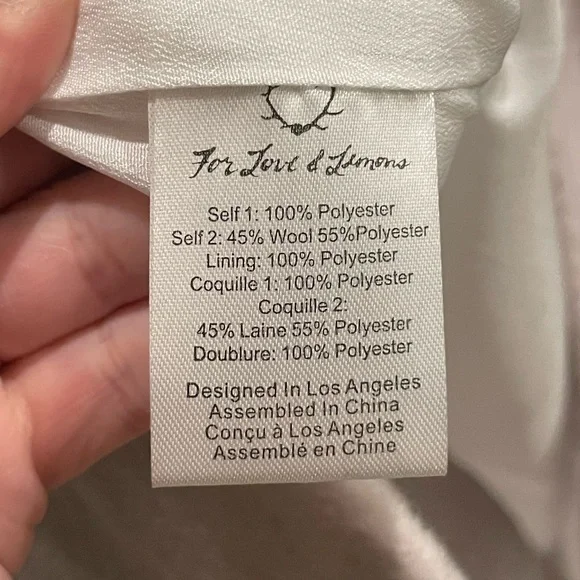 For Love & Lemons
Self 1: 100% Polyester
Self 2: 45% Wool 55%Polyester
Lining: 100% Polyester
Coquille 1: 100% Polyester
Coquille 2:
45% Laine 55% Polyester
Doublure: 100% Polyester
Designed In Los Angeles
Assembled In China
Conçu à Los Angeles
Assemblé en Chine